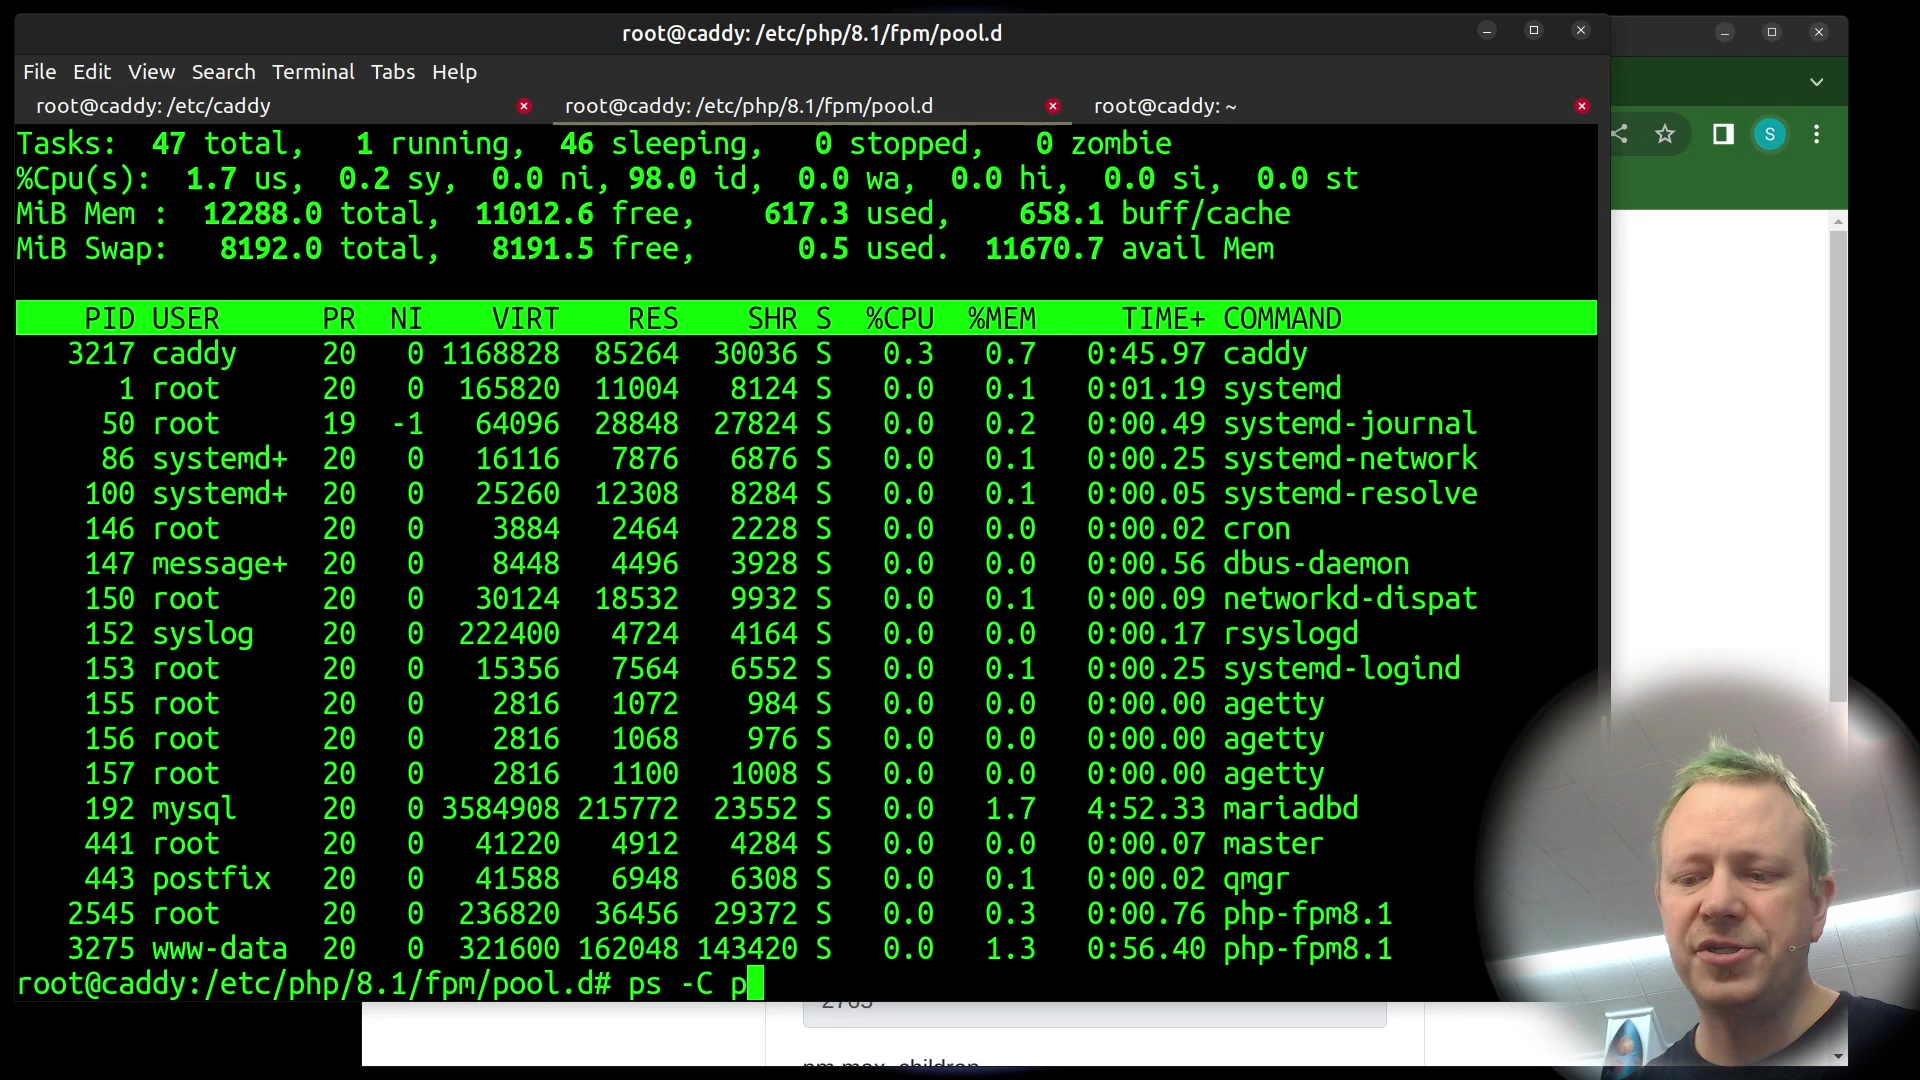 root@caddy: /etc/php/8.1/fpm/pool.d
File Edit View Search Terminal Tabs Help
root@caddy: /etc/caddy root@caddy: /etc/php/8.1/fpm/pool.d root@caddy: ~
S
Tasks: 47 total, 1 running, 46 sleeping, 0 stopped, 0 zombie
%Cpu(s): 1.7 us, 0.2 sy, 0.0 ni, 98.0 id, 0.0 wa, 0.0 hi, 0.0 si, 0.0 st
MiB Mem : 12288.0 total, 11012.6 free, 617.3 used, 658.1 buff/cache
MiB Swap: 8192.0 total, 8191.5 free, 0.5 used. 11670.7 avail Mem
PID USER PR NI VIRT RES SHR S %CPU %MEM TIME+ COMMAND
3217 caddy 20 0 1168828 85264 30036 S 0.3 0.7 0:45.97 caddy
1 root 20 0 165820 11004 8124 S 0.0 0.1 0:01.19 systemd
50 root 19 -1 64096 28848 27824 S 0.0 0.2 0:00.49 systemd-journal
86 systemd+ 20 0 16116 7876 6876 S 0.0 0.1 0:00.25 systemd-network
100 systemd+ 20 0 25260 12308 8284 S 0.0 0.1 0:00.05 systemd-resolve
146 root 20 0 3884 2464 2228 S 0.0 0.0 0:00.02 cron
147 message+ 20 0 8448 4496 3928 S 0.0 0.0 0:00.56 dbus-daemon
150 root 20 0 30124 18532 9932 S 0.0 0.1 0:00.09 networkd-dispat
152 syslog 20 0 222400 4724 4164 S 0.0 0.0 0:00.17 rsyslogd
153 root 20 0 15356 7564 6552 S 0.0 0.1 0:00.25 systemd-logind
155 root 20 0 2816 1072 984 S 0.0 0.0 0:00.00 agetty
156 root 20 0 2816 1068 976 S 0.0 0.0 0:00.00 agetty
157 root 20 0 2816 1100 1008 S 0.0 0.0 0:00.00 agetty
192 mysql 20 0 3584908 215772 23552 S 0.0 1.7 4:52.33 mariadbd
441 root 20 0 41220 4912 4284 S 0.0 0.0 0:00.07 master
443 postfix 20 0 41588 6948 6308 S 0.0 0.1 0:00.02 qmgr
2545 root 20 0 236820 36456 29372 S 0.0 0.3 0:00.76 php-fpm8.1
3275 www-data 20 0 321600 162048 143420 S 0.0 1.3 0:56.40 php-fpm8.1
root@caddy:/etc/php/8.1/fpm/pool.d# ps -C p